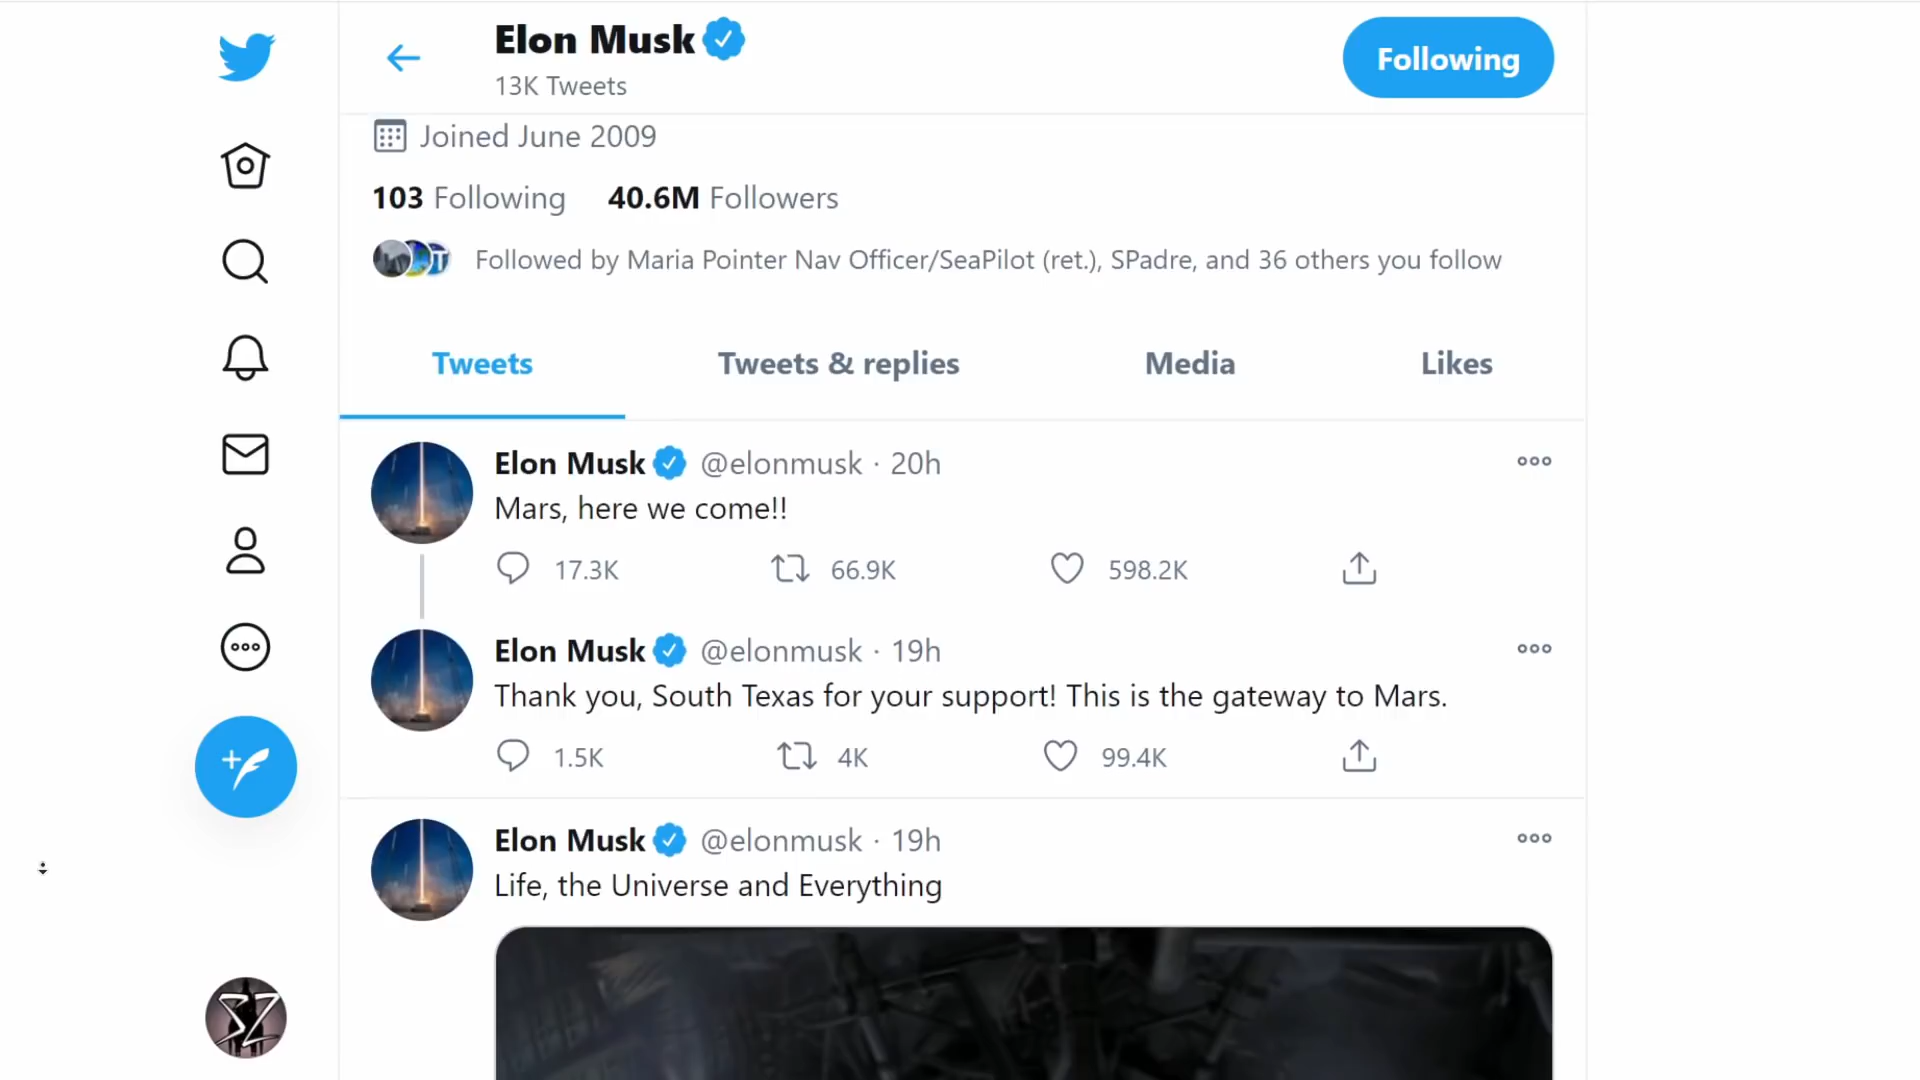 Elon Musk
13K Tweets
Following
Joined June 2009
103 Following 40.6M Followers
Followed by Maria Pointer Nav Officer/SeaPilot (ret.), SPadre, and 36 others you follow
Tweets Tweets & replies Media Likes
Elon Musk @elonmusk · 20h
Mars, here we come!!
17.3K 66.9K 598.2K
Elon Musk @elonmusk · 19h
Thank you, South Texas for your support! This is the gateway to Mars.
1.5K 4K 99.4K
Elon Musk @elonmusk · 19h
Life, the Universe and Everything